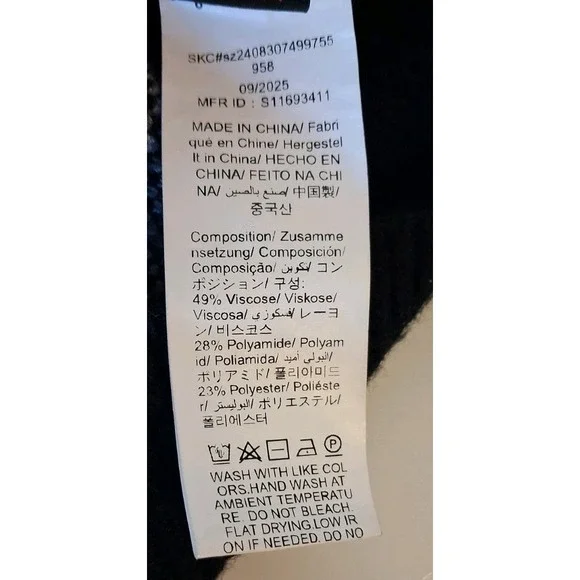 SKC#sz2408307499755
958
09/2025
MFR ID : S11693411
MADE IN CHINA/ Fabri
qué en Chine/ Hergestel
lt in China/ HECHO EN
CHINA/ FEITO NA CHI
NA/ صنع بالصين/ 中国製/
중국산
Composition/ Zusamme
nsetzung/ Composición/
Composição/ تكوين/ コン
ポジション/ 구성:
49% Viscose/ Viskose/
Viscosa/ فسكوزي/ レーヨ
ン/ 비스코스
28% Polyamide/ Polyam
id/ Poliamida/ البولي أميد/
ポリアミド/ 폴리아미드
23% Polyester/ Poliéste
r/ البوليستر/ ポリエステル/
폴리에스터
WASH WITH LIKE COL
ORS.HAND WASH AT
AMBIENT TEMPERATU
RE. DO NOT BLEACH.
FLAT DRYING.LOW IR
ON IF NEEDED. DO NO